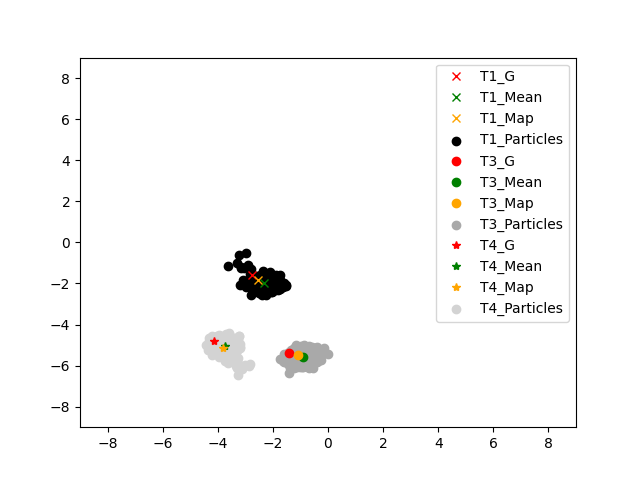 8
6
4
2
0
−2
−4
−6
−8
−8 −6 −4 −2 0 2 4 6 8
T1_G
T1_Mean
T1_Map
T1_Particles
T3_G
T3_Mean
T3_Map
T3_Particles
T4_G
T4_Mean
T4_Map
T4_Particles